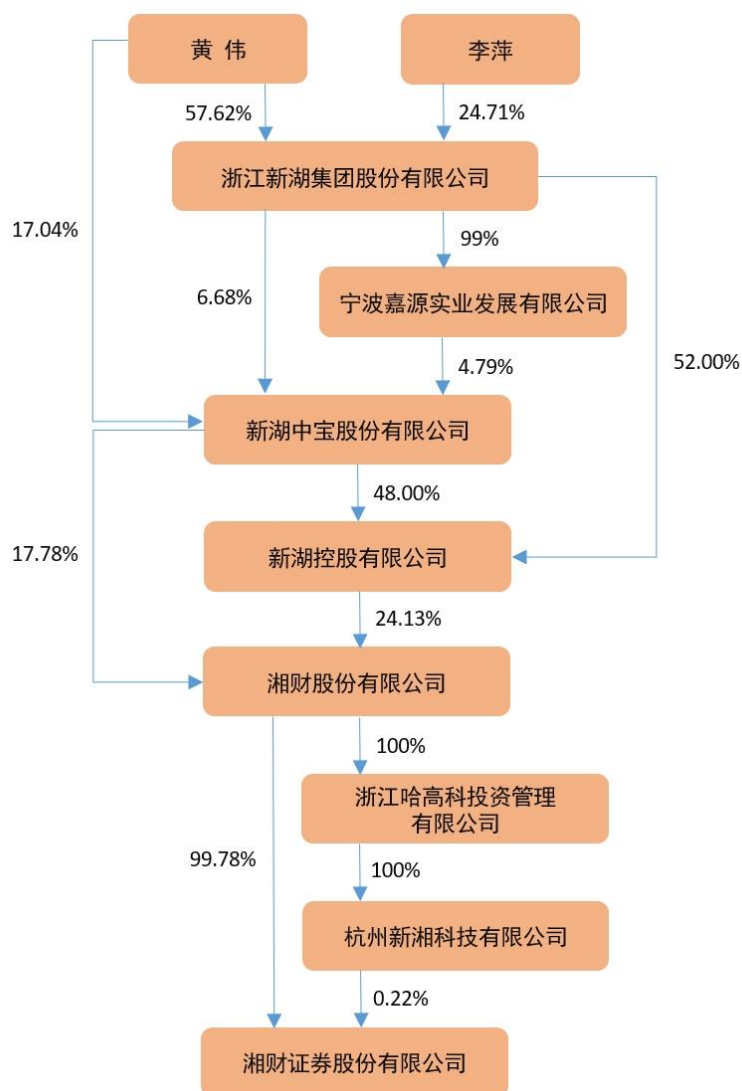 黄 伟
李萍
57.62%
24.71%
浙江新湖集团股份有限公司
17.04%
6.68%
99%
宁波嘉源实业发展有限公司
4.79%
52.00%
新湖中宝股份有限公司
48.00%
17.78%
新湖控股有限公司
24.13%
湘财股份有限公司
100%
浙江哈高科投资管理
有限公司
99.78%
100%
杭州新湘科技有限公司
0.22%
湘财证券股份有限公司